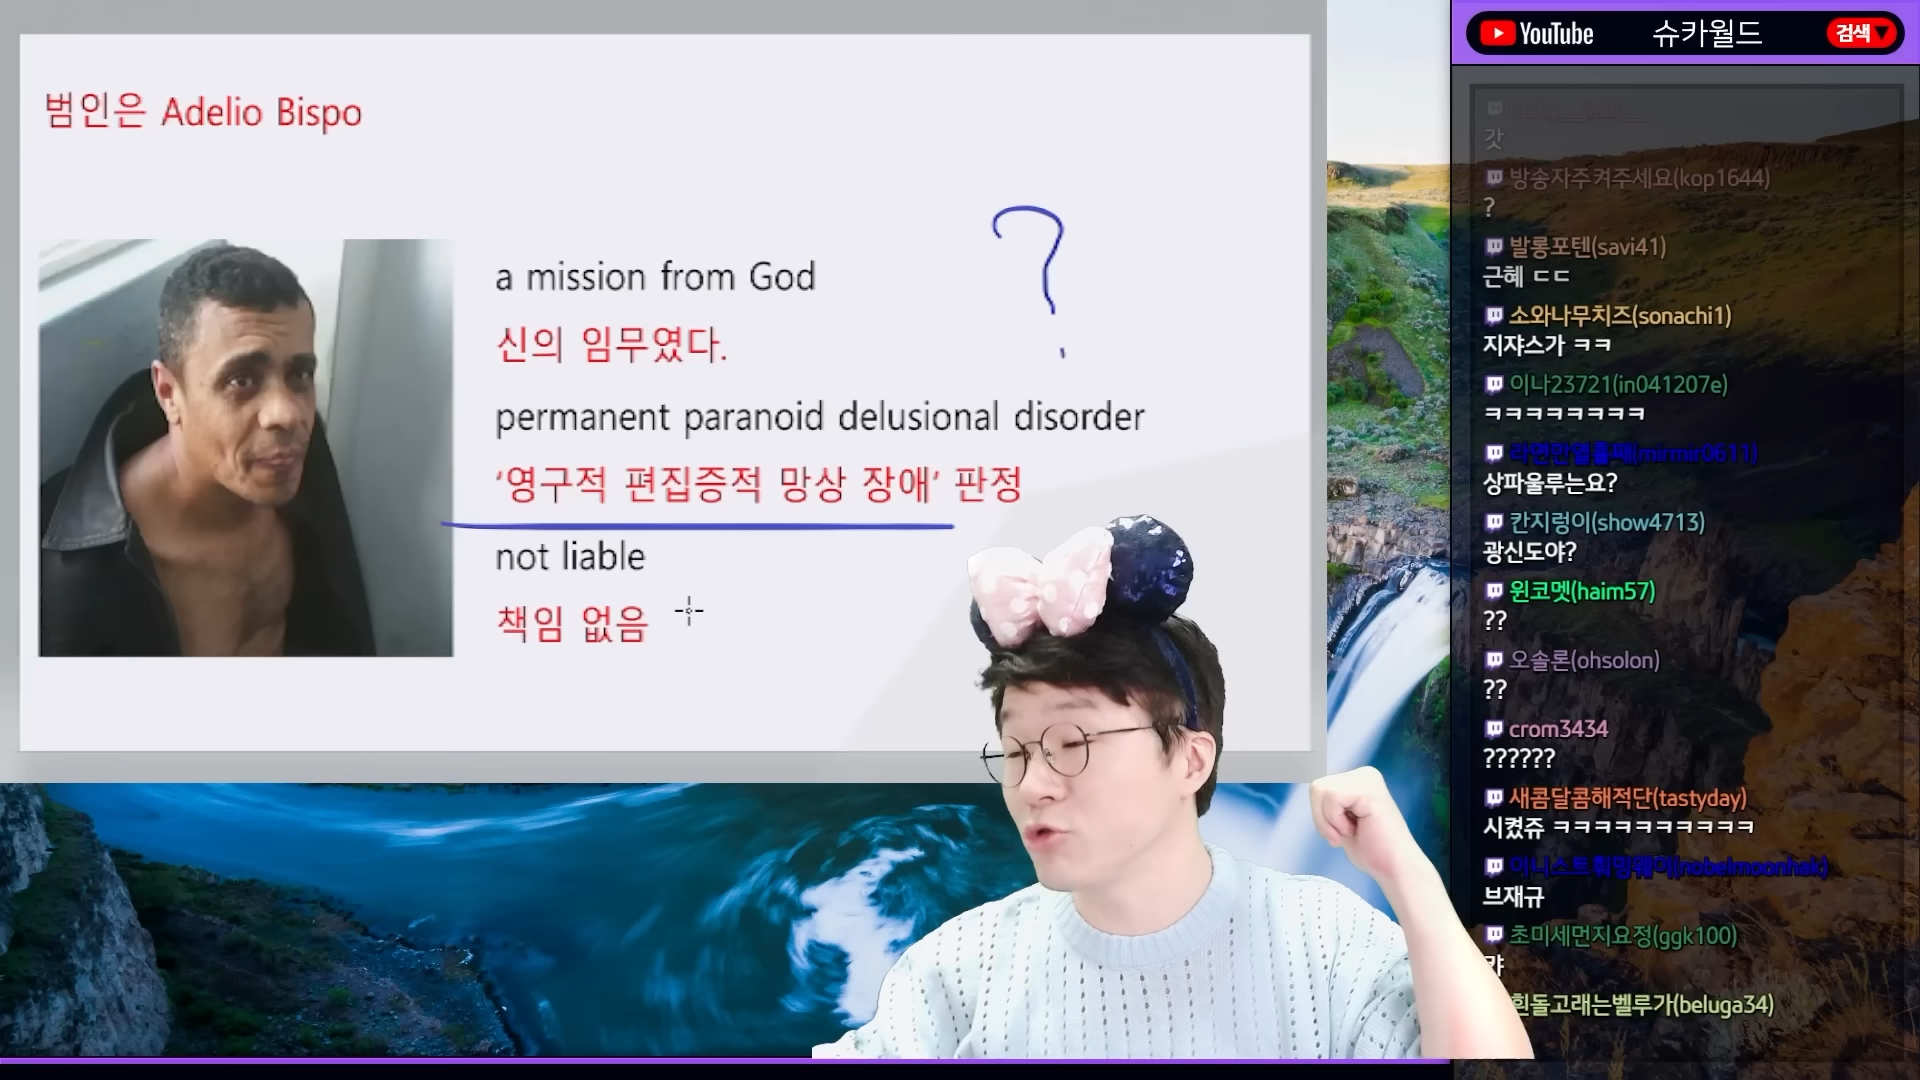 범인은 Adelio Bispo
a mission from God
신의 임무였다.
permanent paranoid delusional disorder
‘영구적 편집증적 망상 장애’ 판정
not liable
책임 없음
?
YouTube 슈카월드 검색
갓
방송자주켜주세요(kop1644)
?
발롱포텐(savi41)
근혜 ㄷㄷ
소와나무치즈(sonachi1)
지쟈스가 ㅋㅋ
이나23721(in041207e)
ㅋㅋㅋㅋㅋㅋㅋㅋ
(mirmir0611)
상파울루는요?
칸지렁이(show4713)
광신도야?
윈코멧(haim57)
??
오솔론(ohsolon)
??
crom3434
??????
새콤달콤해적단(tastyday)
시켰쥬 ㅋㅋㅋㅋㅋㅋㅋㅋㅋㅋ
(nobelmoonhak)
브재규
초미세먼지요정(ggk100)
흰돌고래는벨루가(beluga34)